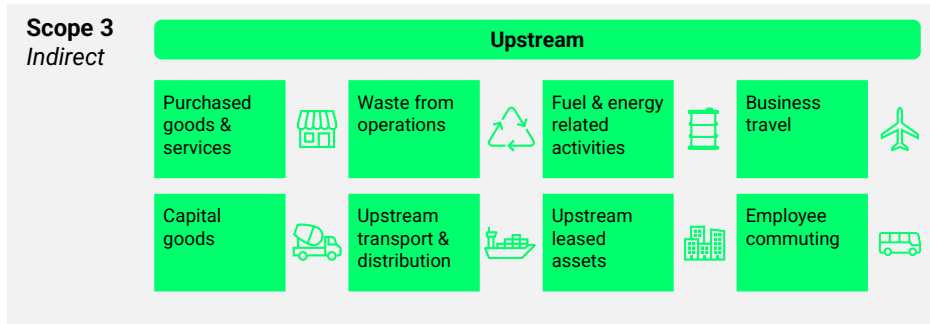 Scope 3
Indirect
Upstream
Purchased
goods &
services
Waste from
operations
Fuel & energy
related
activities
Business
travel
Capital
goods
Upstream
transport &
distribution
Upstream
leased
assets
Employee
commuting